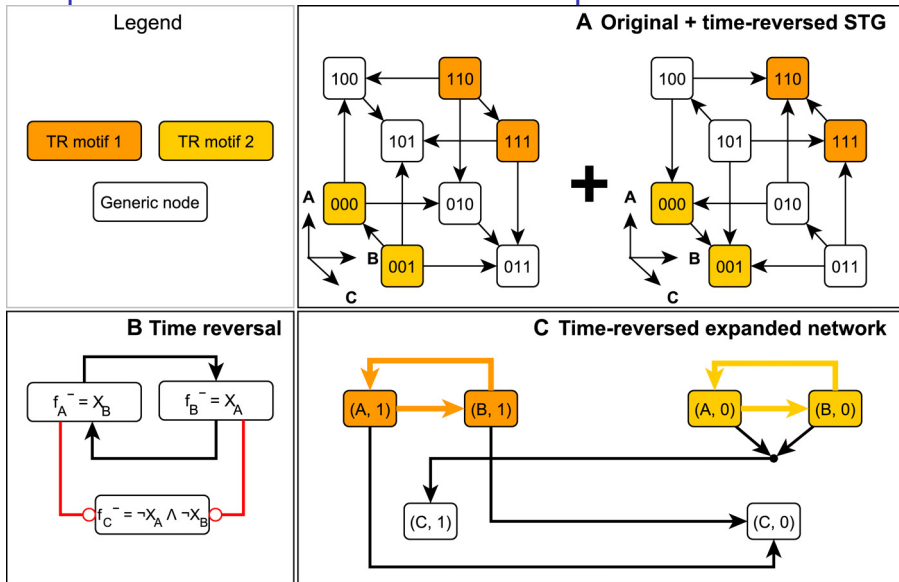 Legend
TR motif 1
TR motif 2
Generic node
A Original + time-reversed STG
100
110
101
111
000
010
001
011
A
B
C
+
100
110
101
111
000
010
001
011
A
B
C
B Time reversal
f_A^- = X_B
f_B^- = X_A
f_C^- = ¬X_A ∧ ¬X_B
C Time-reversed expanded network
(A, 1)
(B, 1)
(A, 0)
(B, 0)
(C, 1)
(C, 0)